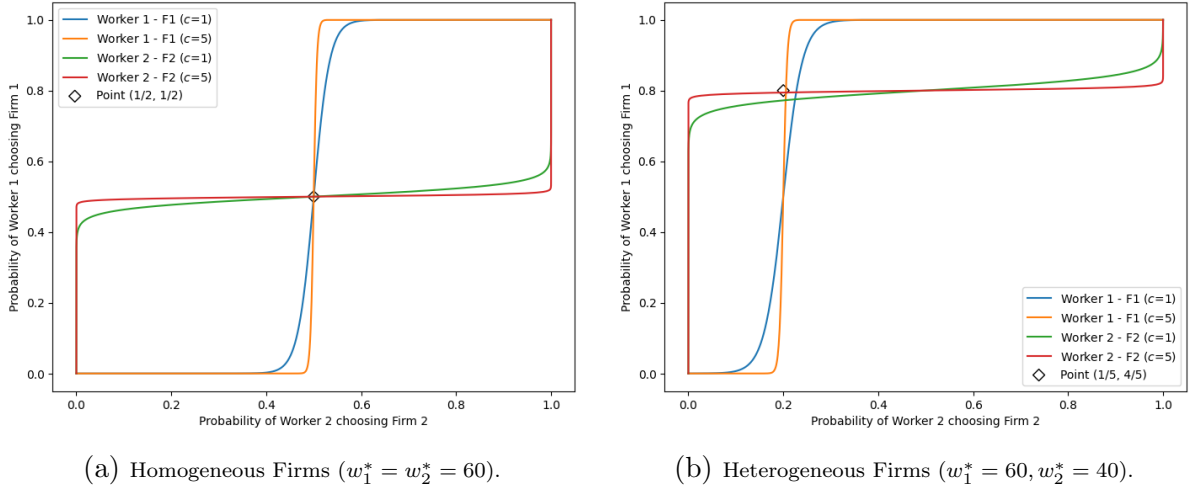 Worker 1 - F1 (c=1)
Worker 1 - F1 (c=5)
Worker 2 - F2 (c=1)
Worker 2 - F2 (c=5)
Point (1/2, 1/2)
Probability of Worker 1 choosing Firm 1
1.0
0.8
0.6
0.4
0.2
0.0
0.0 0.2 0.4 0.6 0.8 1.0
Probability of Worker 2 choosing Firm 2
(a) Homogeneous Firms (w₁* = w₂* = 60).
Probability of Worker 1 choosing Firm 1
1.0
0.8
0.6
0.4
0.2
0.0
Worker 1 - F1 (c=1)
Worker 1 - F1 (c=5)
Worker 2 - F2 (c=1)
Worker 2 - F2 (c=5)
Point (1/5, 4/5)
0.0 0.2 0.4 0.6 0.8 1.0
Probability of Worker 2 choosing Firm 2
(b) Heterogeneous Firms (w₁* = 60, w₂* = 40).